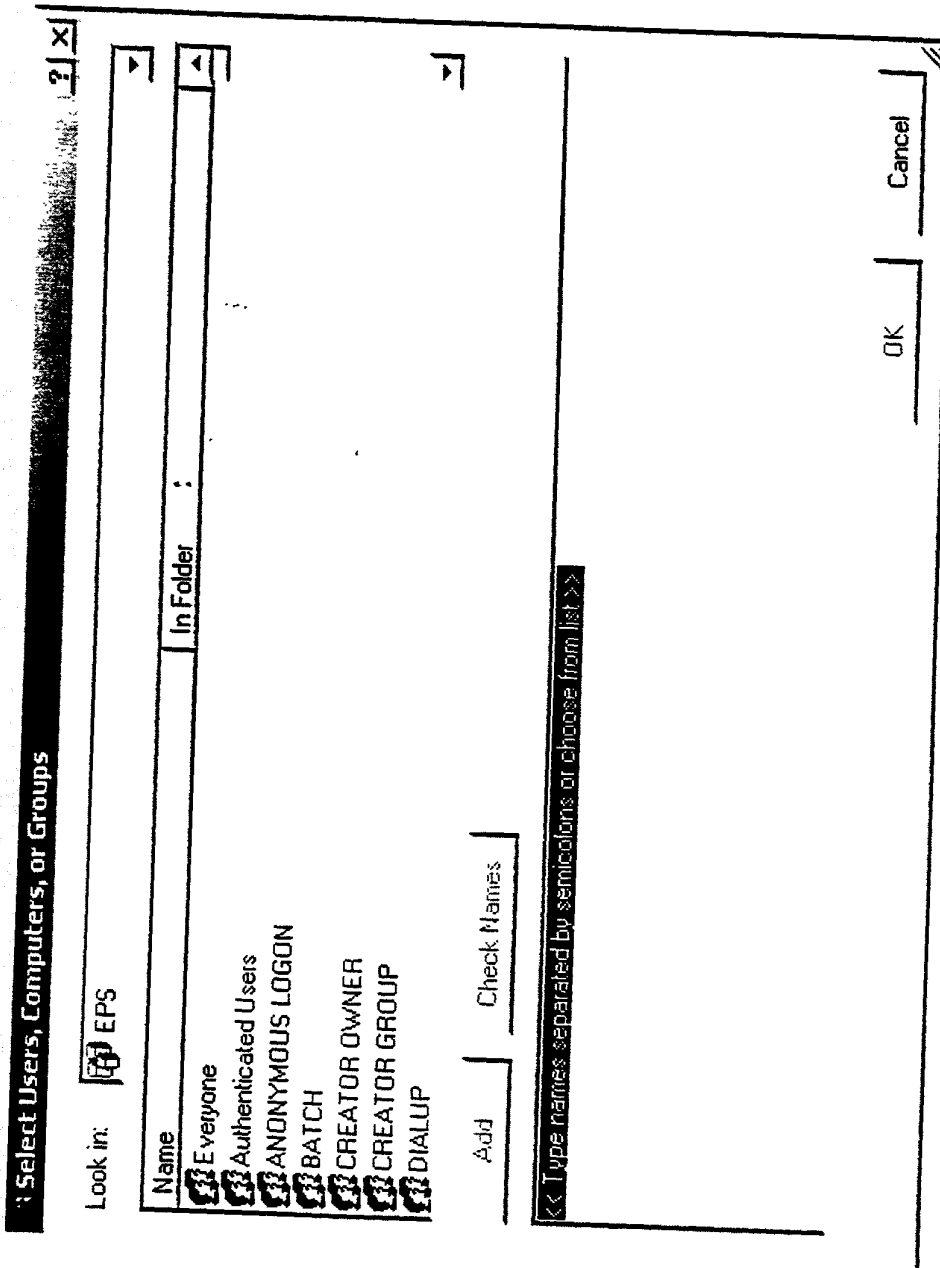 Select Users, Computers, or Groups ? X
Look in: EPS
Name In Folder
Everyone
Authenticated Users
ANONYMOUS LOGON
BATCH
CREATOR OWNER
CREATOR GROUP
DIALUP
Add Check Names
<< Type names separated by semicolons or choose from list >>
OK Cancel